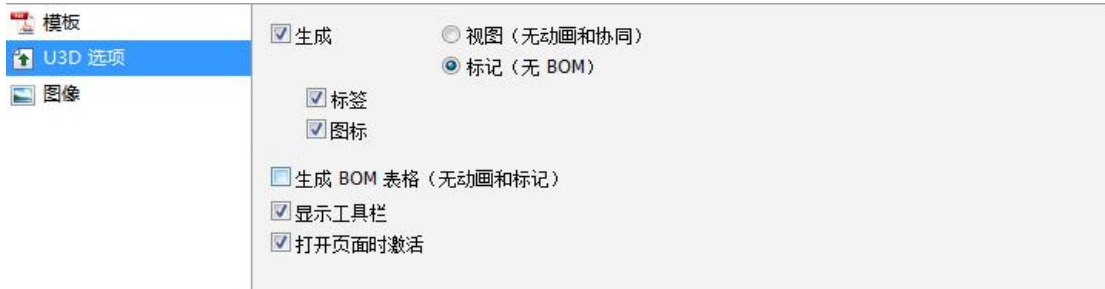 模板
U3D 选项
图像
生成
视图（无动画和协同）
标记（无 BOM）
标签
图标
生成 BOM 表格（无动画和标记）
显示工具栏
打开页面时激活